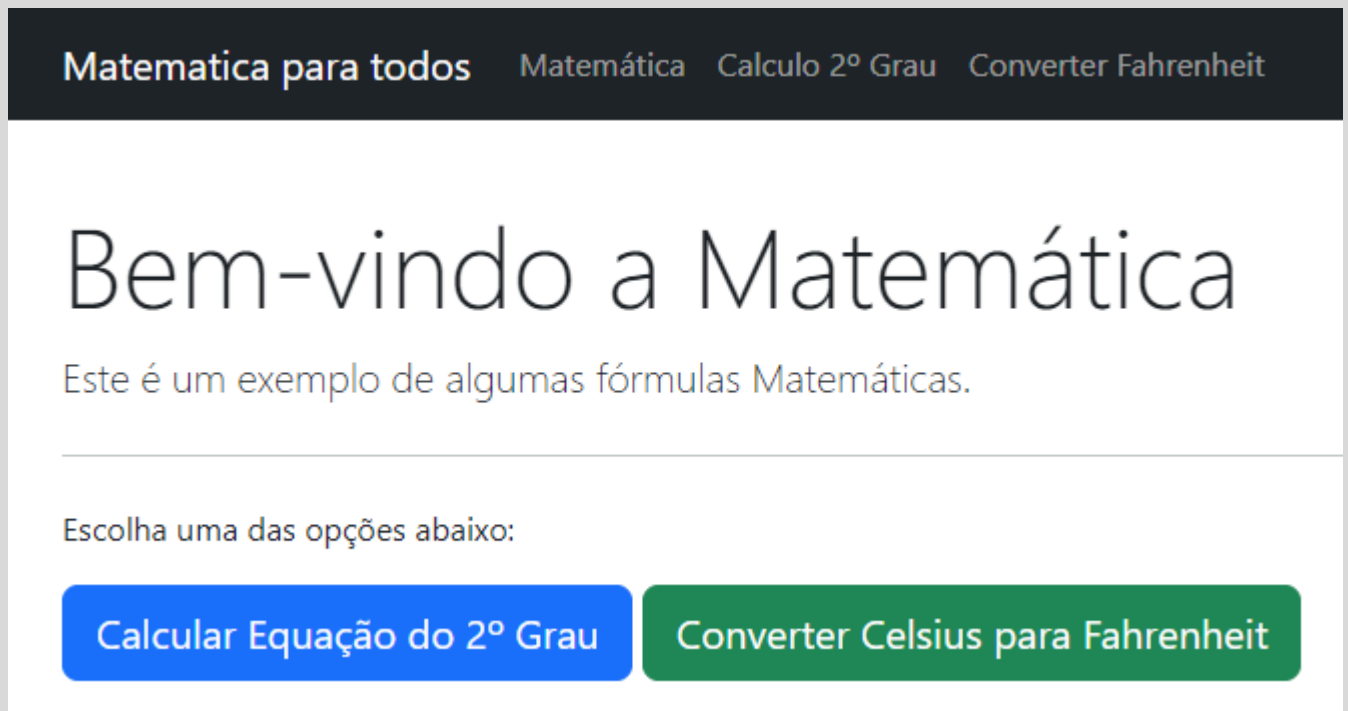 Matematica para todos Matemática Calculo 2º Grau Converter Fahrenheit
Bem-vindo a Matemática
Este é um exemplo de algumas fórmulas Matemáticas.
Escolha uma das opções abaixo:
Calcular Equação do 2º Grau Converter Celsius para Fahrenheit